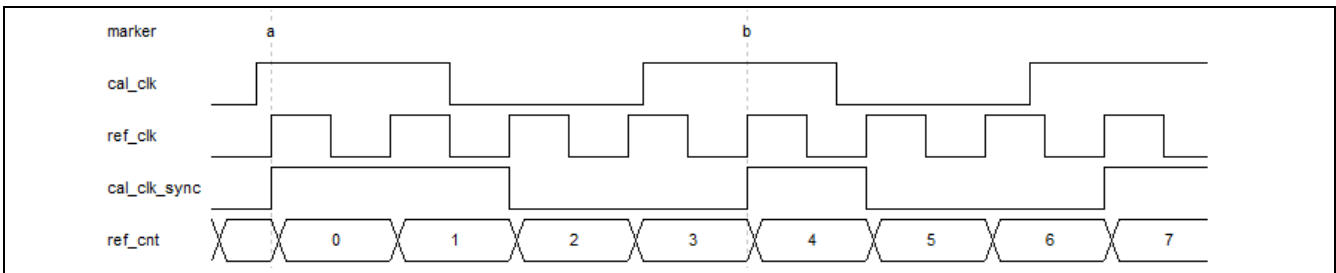 marker a b
cal_clk
ref_clk
cal_clk_sync
ref_cnt 0 1 2 3 4 5 6 7